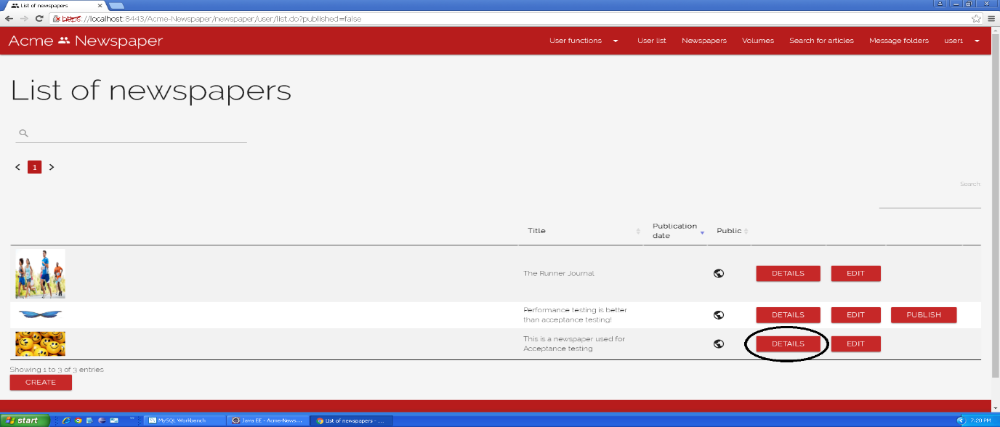 List of newspapers
https://localhost:8443/Acme-Newspaper/newspaper/user/list.do?published=false
Acme Newspaper
User functions User list Newspapers Volumes Search for articles Message folders user1
List of newspapers
1
Search:
Title Publication date Public
The Runner Journal DETAILS EDIT
Performance testing is better
than acceptance testing! DETAILS EDIT PUBLISH
This is a newspaper used for
Acceptance testing DETAILS EDIT
Showing 1 to 3 of 3 entries
CREATE
start MySQL Workbench Java EE - Acme-News... List of newspapers - ... 7:20 PM